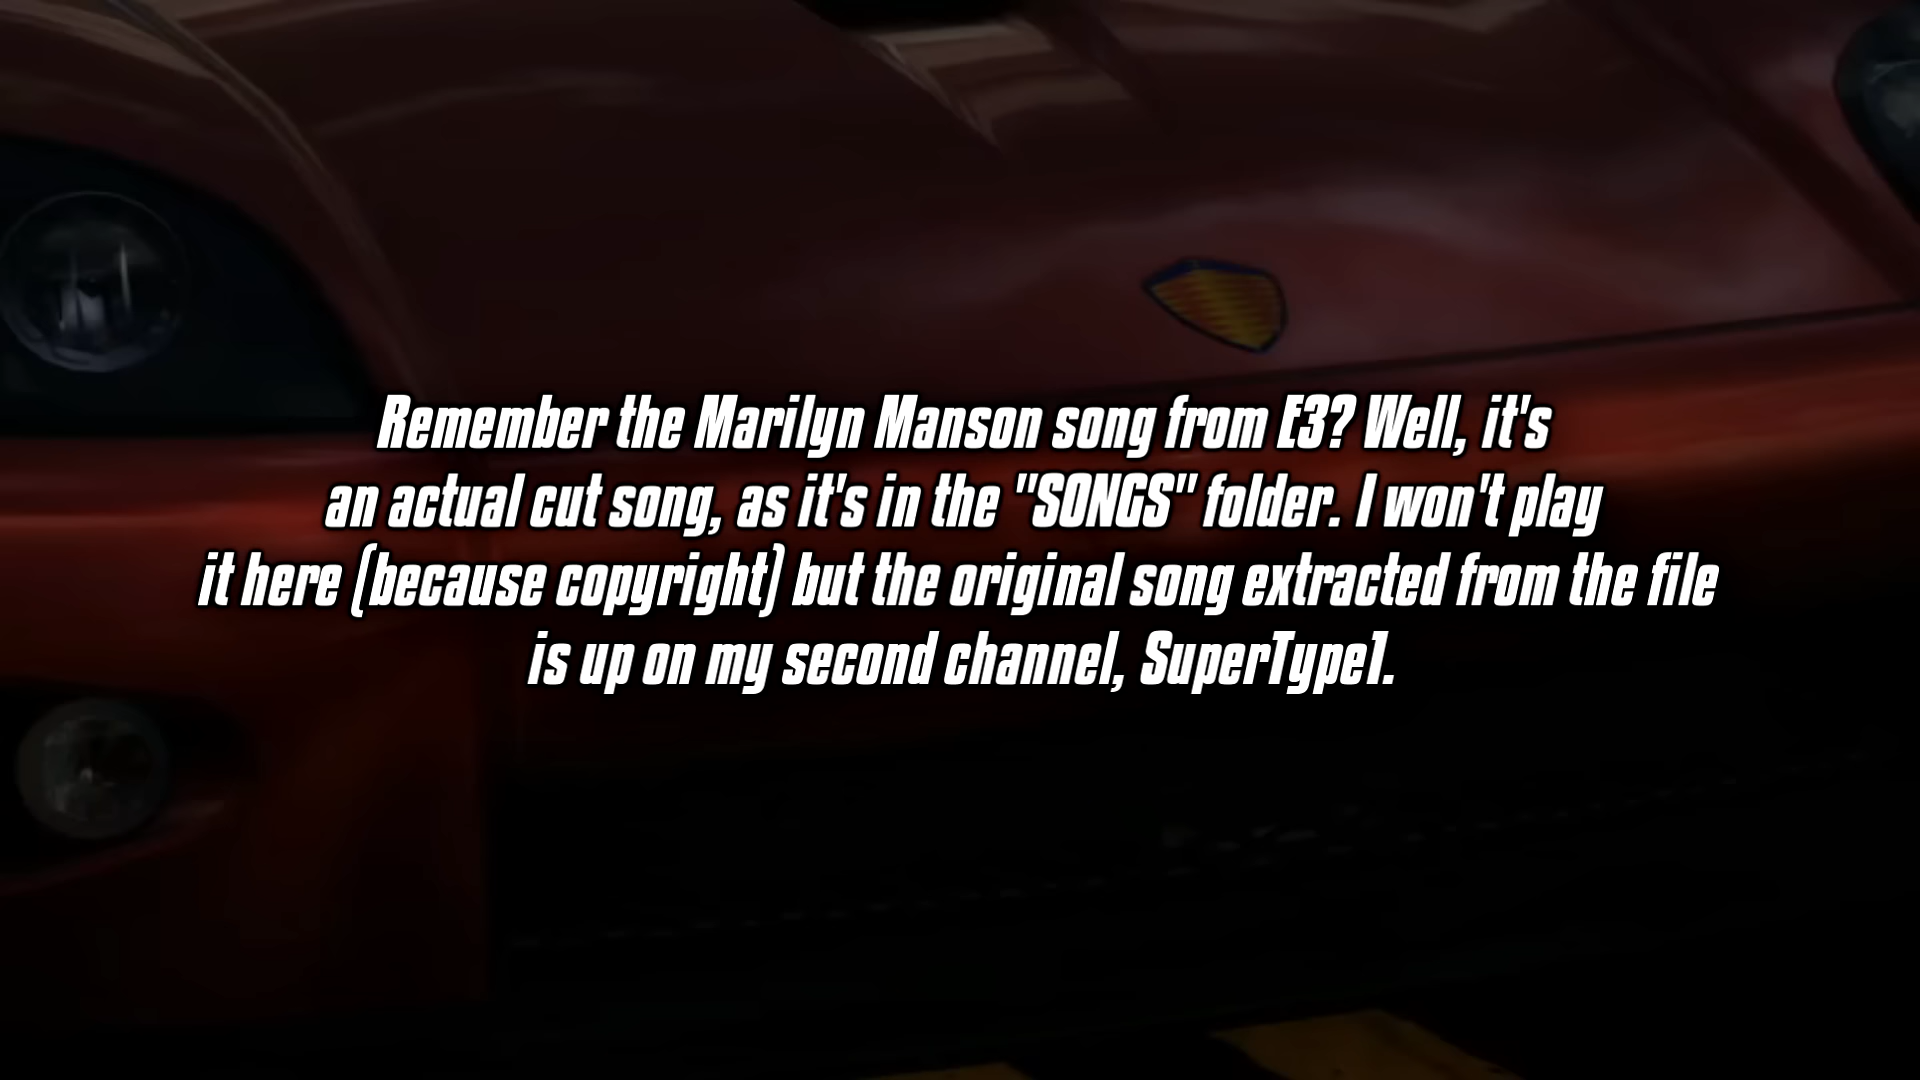 Remember the Marilyn Manson song from E3? Well, it's
an actual cut song, as it's in the "SONGS" folder. I won't play
it here (because copyright) but the original song extracted from the file
is up on my second channel, SuperType1.